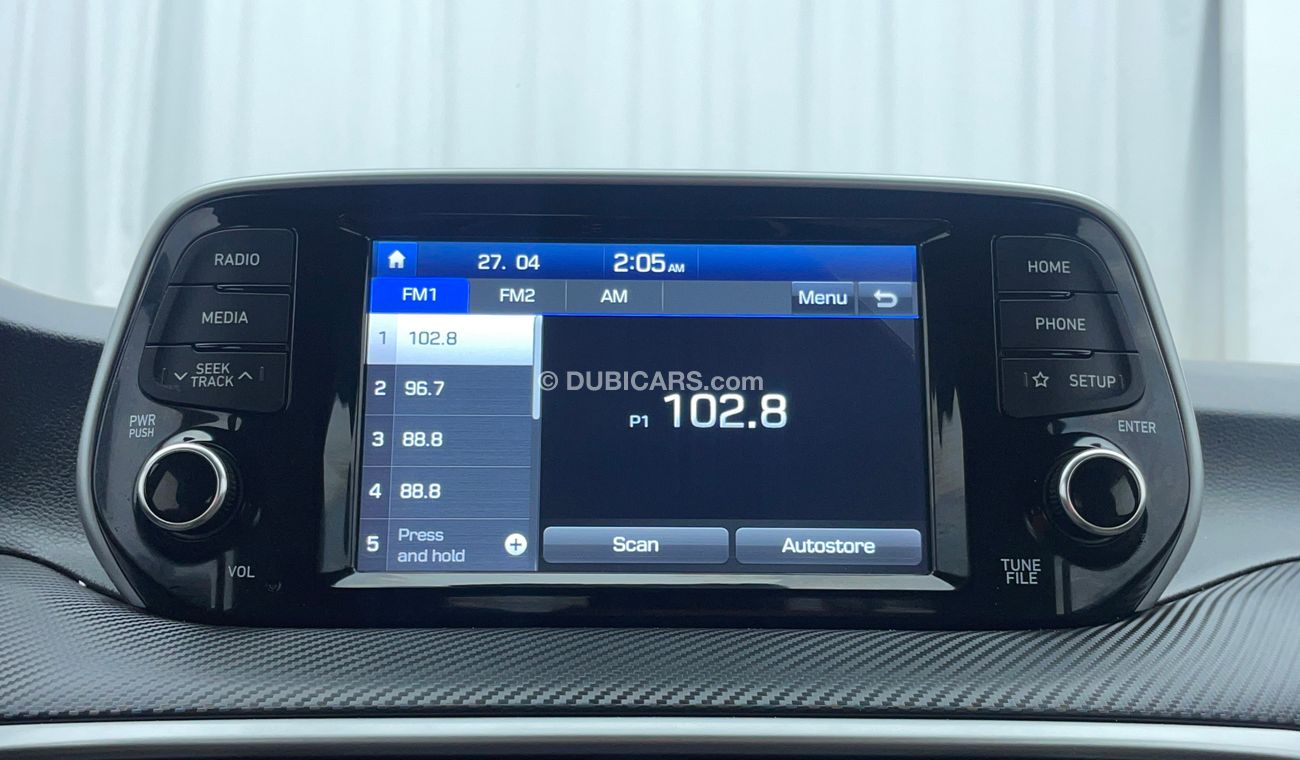 RADIO
MEDIA
SEEK
TRACK
PWR
PUSH
VOL
27. 04 2:05 AM
FM1 FM2 AM Menu
1 102.8
2 96.7
3 88.8
4 88.8
5 Press
and hold
© DUBICARS.com
P1 102.8
Scan Autostore
HOME
PHONE
SETUP
ENTER
TUNE
FILE